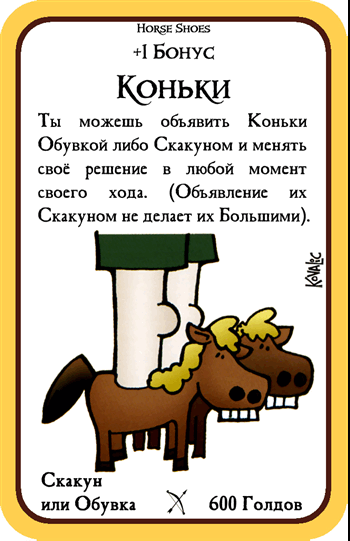 Horse Shoes
+1 Бонус
Коньки
Ты можешь объявить Коньки
Обувкой либо Скакуном и менять
своё решение в любой момент
своего хода. (Объявление их
Скакуном не делает их Большими).
Kovalic
Скакун
или Обувка
600 Голдов